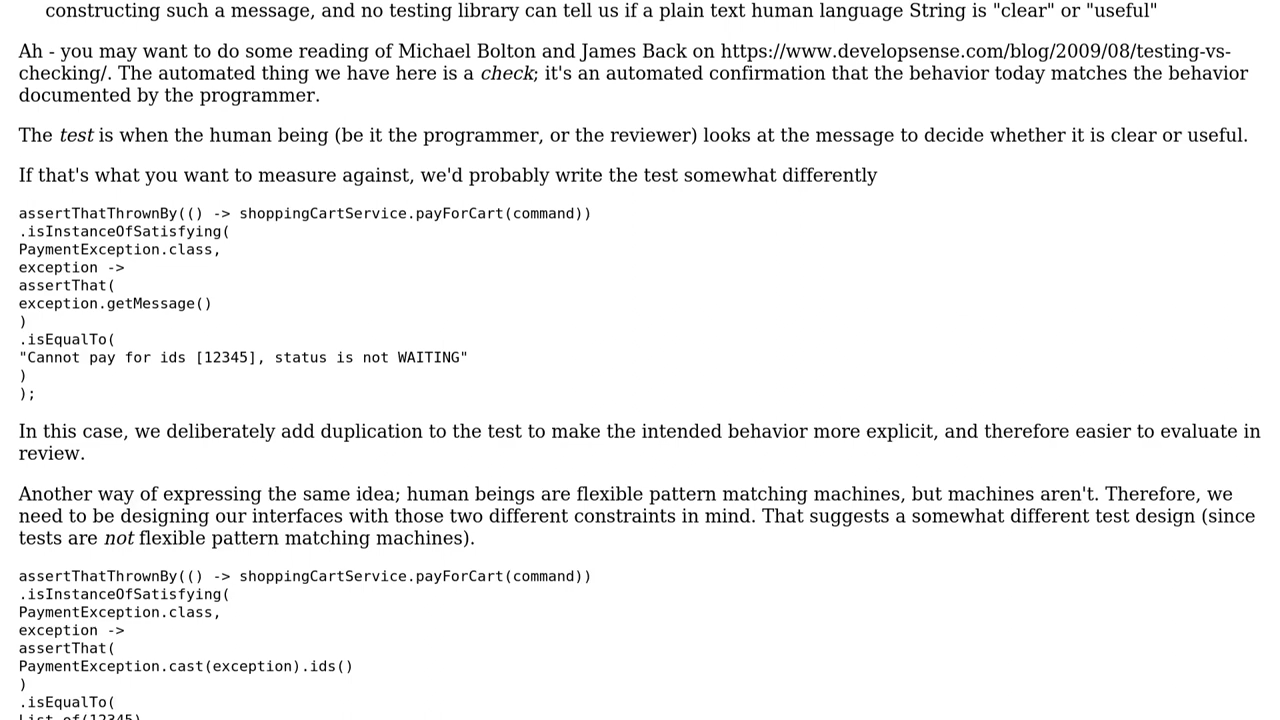 constructing such a message, and no testing library can tell us if a plain text human language String is "clear" or "useful"
Ah - you may want to do some reading of Michael Bolton and James Back on https://www.developsense.com/blog/2009/08/testing-vs-
checking/. The automated thing we have here is a check; it's an automated confirmation that the behavior today matches the behavior
documented by the programmer.
The test is when the human being (be it the programmer, or the reviewer) looks at the message to decide whether it is clear or useful.
If that's what you want to measure against, we'd probably write the test somewhat differently
assertThatThrownBy(() -> shoppingCartService.payForCart(command))
.isInstanceOfSatisfying(
PaymentException.class,
exception ->
assertThat(
exception.getMessage()
)
.isEqualTo(
"Cannot pay for ids [12345], status is not WAITING"
)
);
In this case, we deliberately add duplication to the test to make the intended behavior more explicit, and therefore easier to evaluate in
review.
Another way of expressing the same idea; human beings are flexible pattern matching machines, but machines aren't. Therefore, we
need to be designing our interfaces with those two different constraints in mind. That suggests a somewhat different test design (since
tests are not flexible pattern matching machines).
assertThatThrownBy(() -> shoppingCartService.payForCart(command))
.isInstanceOfSatisfying(
PaymentException.class,
exception ->
assertThat(
PaymentException.cast(exception).ids()
)
.isEqualTo(
List.of(12345)